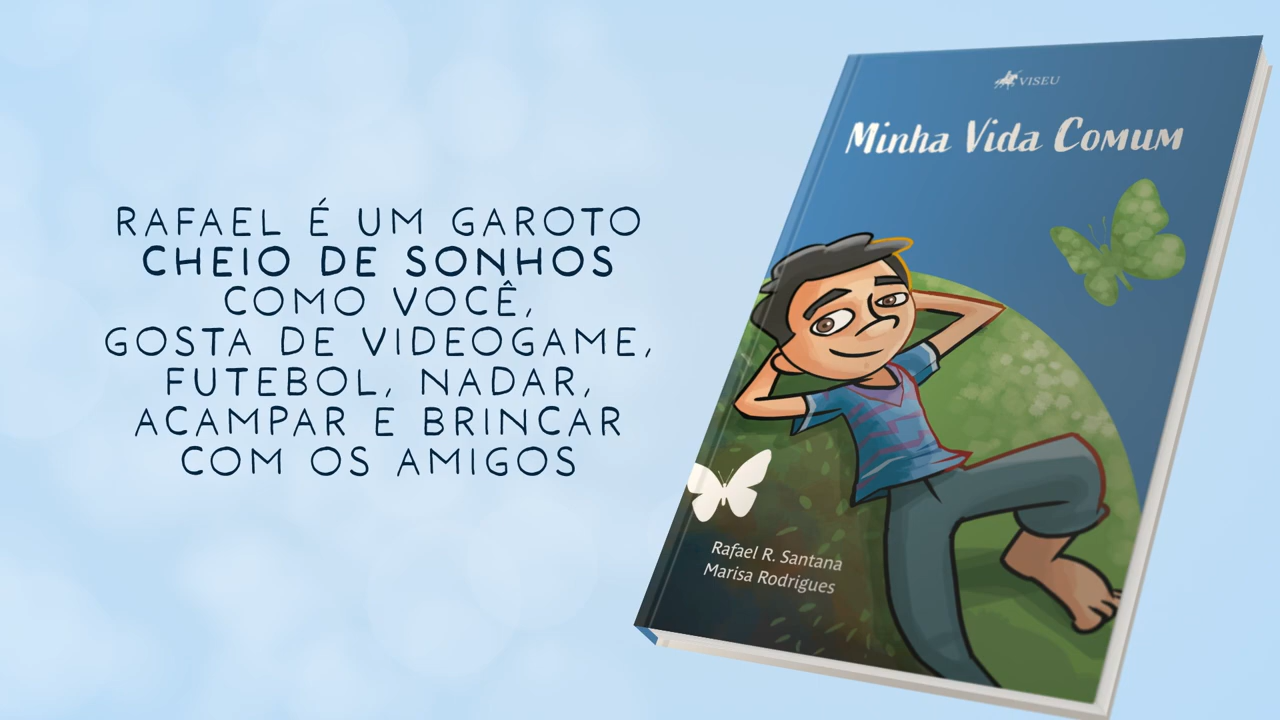 RAFAEL É UM GAROTO
CHEIO DE SONHOS
COMO VOCÊ,
GOSTA DE VIDEOGAME,
FUTEBOL, NADAR,
ACAMPAR E BRINCAR
COM OS AMIGOS
VISEU
Minha Vida Comum
Rafael R. Santana
Marisa Rodrigues